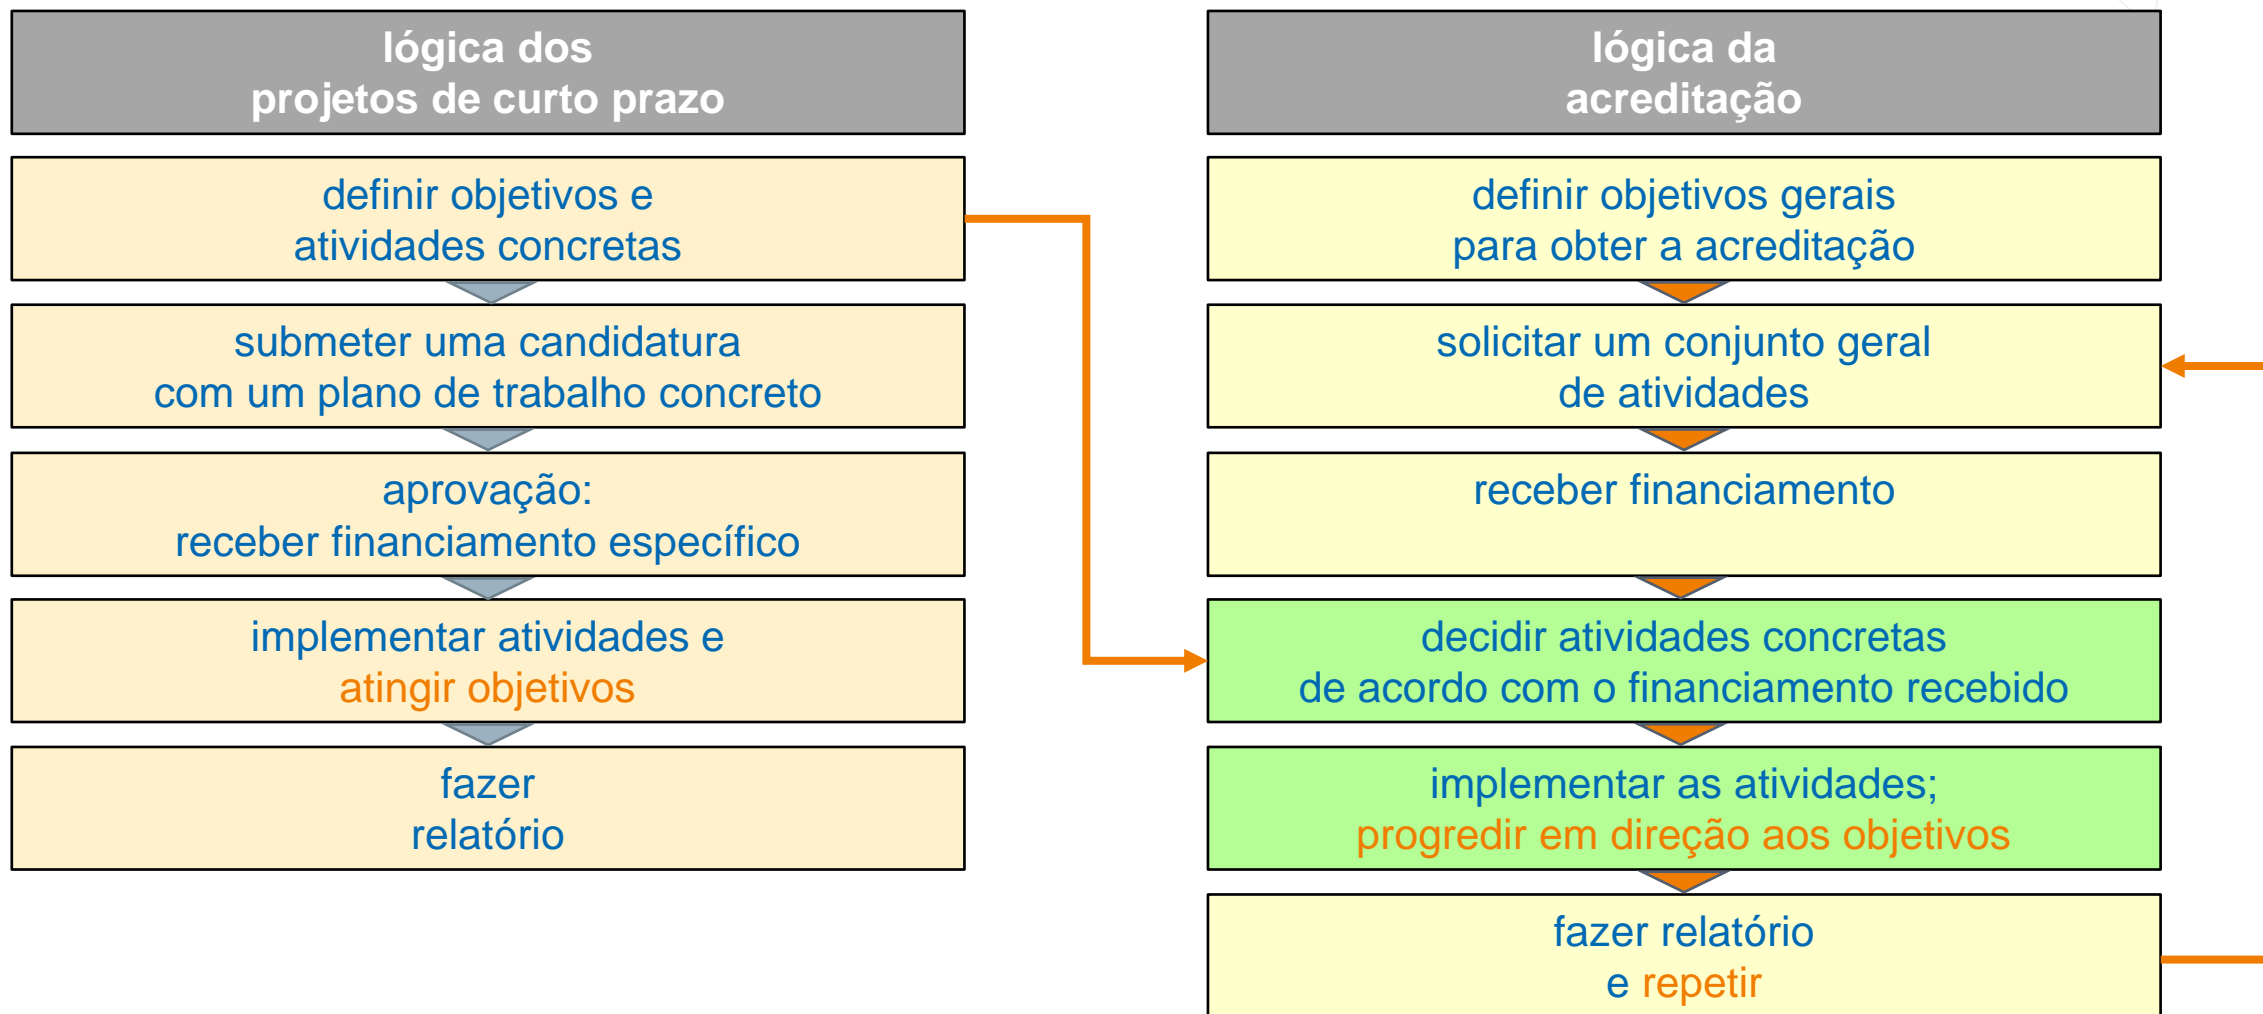 lógica dos
projetos de curto prazo
definir objetivos e
atividades concretas
submeter uma candidatura
com um plano de trabalho concreto
aprovação:
receber financiamento específico
implementar atividades e
atingir objetivos
fazer
relatório
lógica da
acreditação
definir objetivos gerais
para obter a acreditação
solicitar um conjunto geral
de atividades
receber financiamento
decidir atividades concretas
de acordo com o financiamento recebido
implementar as atividades;
progredir em direção aos objetivos
fazer relatório
e repetir